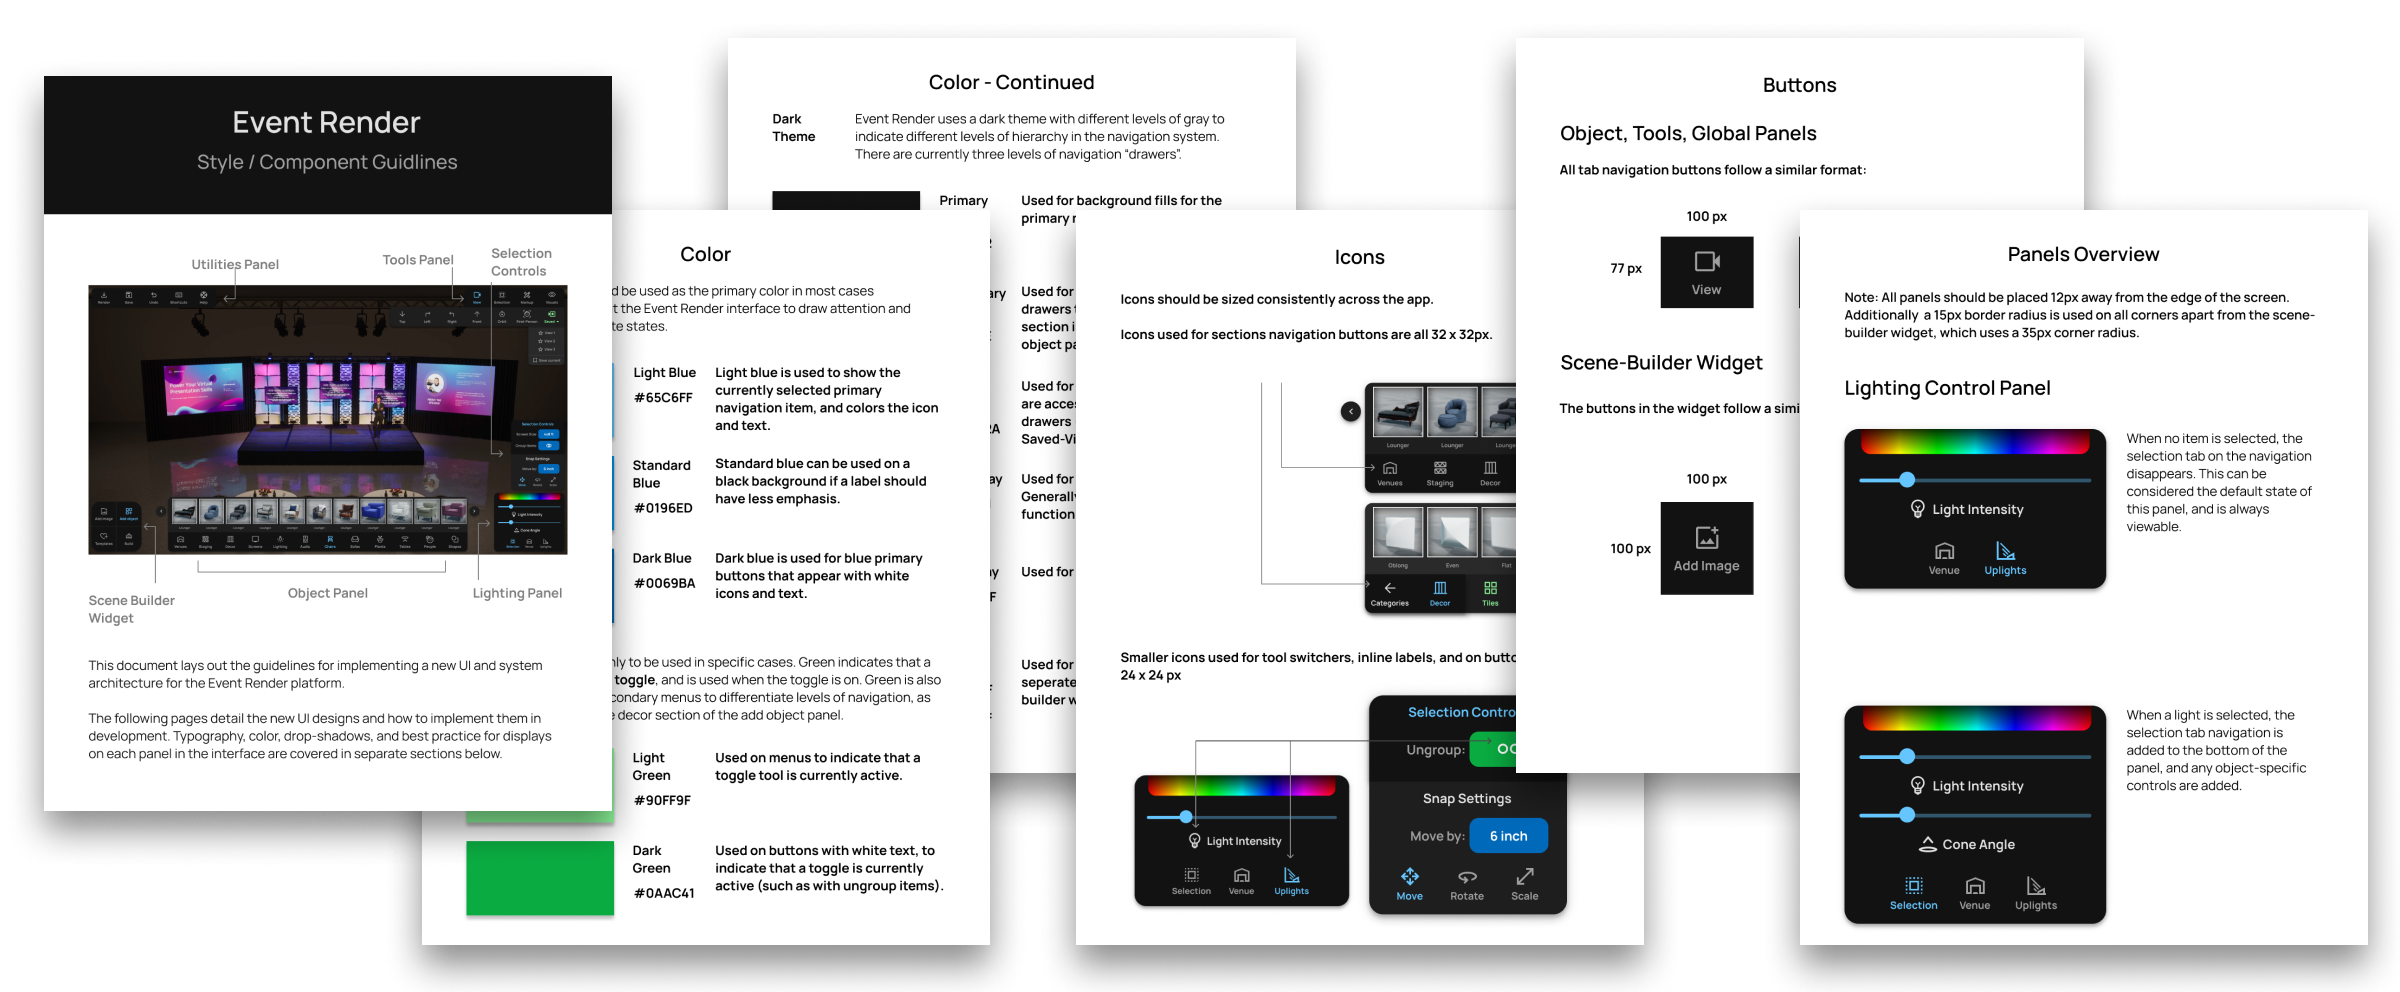 Event Render
Style / Component Guidlines
Utilities Panel
Tools Panel
Selection
Controls
Scene Builder
Widget
Object Panel
Lighting Panel
This document lays out the guidelines for implementing a new UI and system
architecture for the Event Render platform.
The following pages detail the new UI designs and how to implement them in
development. Typography, color, drop-shadows, and best practice for displays
on each panel in the interface are covered in separate sections below.
Color
d be used as the primary color in most cases
t the Event Render interface to draw attention and
te states.
Light Blue
#65C6FF
Light blue is used to show the
currently selected primary
navigation item, and colors the icon
and text.
Standard
Blue
#0196ED
Standard blue can be used on a
black background if a label should
have less emphasis.
Dark Blue
#0069BA
Dark blue is used for blue primary
buttons that appear with white
icons and text.
nly to be used in specific cases. Green indicates that a
toggle, and is used when the toggle is on. Green is also
condary menus to differentiate levels of navigation, as
e decor section of the add object panel.
Light
Green
#90FF9F
Used on menus to indicate that a
toggle tool is currently active.
Dark
Green
#0AAC41
Used on buttons with white text, to
indicate that a toggle is currently
active (such as with ungroup items).
Color - Continued
Dark
Theme
Event Render uses a dark theme with different levels of gray to
indicate different levels of hierarchy in the navigation system.
There are currently three levels of navigation “drawers”.
Primary
Used for background fills for the
primary
Used for
drawers
section i
object pa
Used for
are acces
drawers
Saved-Vi
Used for
Generally
function
Used for
Used for
seperate
builder w
Icons
Icons should be sized consistently across the app.
Icons used for sections navigation buttons are all 32 x 32px.
Lounger
Lounger
Lounge
Venues
Staging
Decor
Oblong
Even
Flat
Categories
Decor
Tiles
Smaller icons used for tool switchers, inline labels, and on butto
24 x 24 px
Light Intensity
Selection
Venue
Uplights
Selection Contro
Ungroup:
Snap Settings
Move by:
6 inch
Move
Rotate
Scale
Buttons
Object, Tools, Global Panels
All tab navigation buttons follow a similar format:
100 px
77 px
View
Scene-Builder Widget
The buttons in the widget follow a simi
100 px
100 px
Add Image
Panels Overview
Note: All panels should be placed 12px away from the edge of the screen.
Additionally a 15px border radius is used on all corners apart from the scene-
builder widget, which uses a 35px corner radius.
Lighting Control Panel
Light Intensity
Venue
Uplights
When no item is selected, the
selection tab on the navigation
disappears. This can be
considered the default state of
this panel, and is always
viewable.
Light Intensity
Cone Angle
Selection
Venue
Uplights
When a light is selected, the
selection tab navigation is
added to the bottom of the
panel, and any object-specific
controls are added.